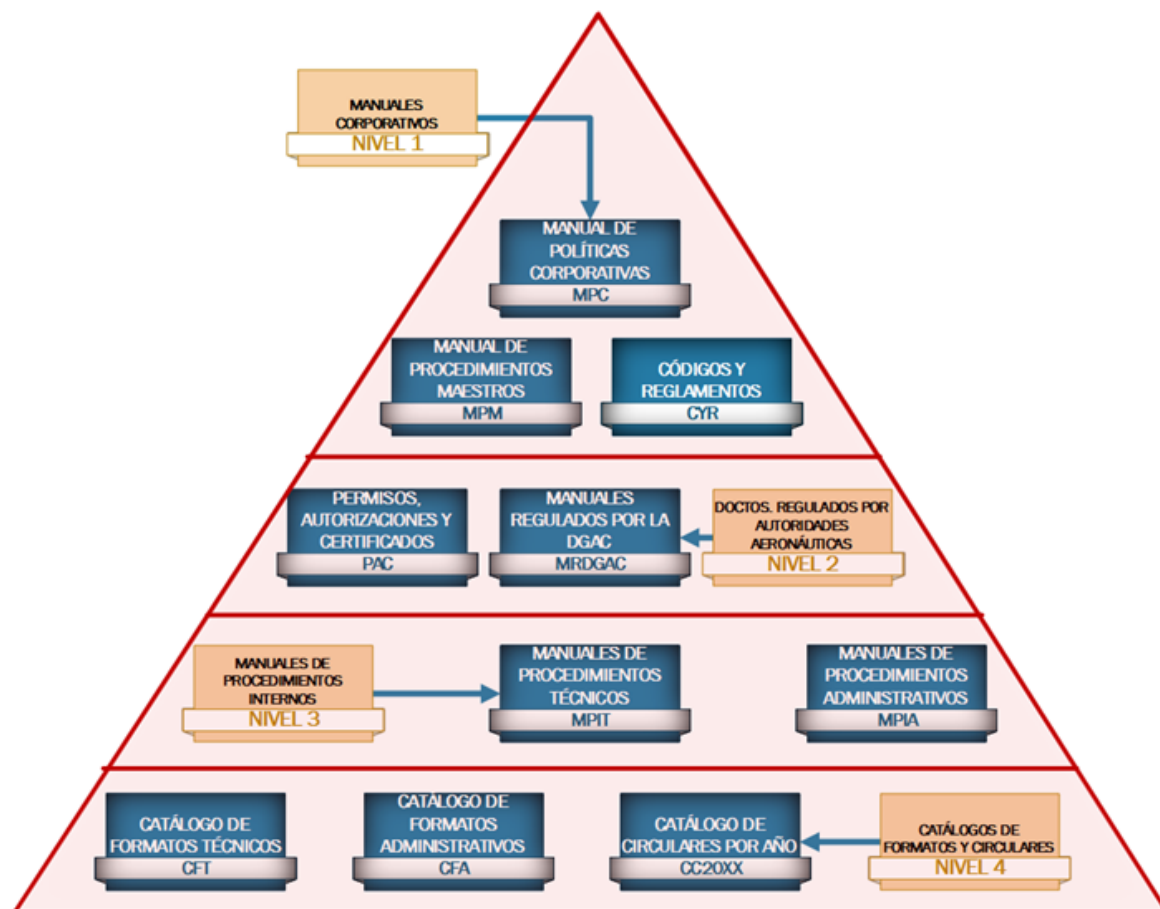 MANUALES
CORPORATIVOS
NIVEL 1
MANUAL DE
POLÍTICAS
CORPORATIVAS
MPC
MANUAL DE
PROCEDIMIENTOS
MAESTROS
MPM
CÓDIGOS Y
REGLAMENTOS
CYR
PERMISOS,
AUTORIZACIONES Y
CERTIFICADOS
PAC
MANUALES
REGULADOS POR LA
DGAC
MRDGAC
DOCTOS. REGULADOS POR
AUTORIDADES
AERONÁUTICAS
NIVEL 2
MANUALES DE
PROCEDIMIENTOS
INTERNOS
NIVEL 3
MANUALES DE
PROCEDIMIENTOS
TÉCNICOS
MPIT
MANUALES DE
PROCEDIMIENTOS
ADMINISTRATIVOS
MPIA
CATÁLOGO DE
FORMATOS TÉCNICOS
CFT
CATÁLOGO DE
FORMATOS
ADMINISTRATIVOS
CFA
CATÁLOGO DE
CIRCULARES POR AÑO
CC20XX
CATÁLOGOS DE
FORMATOS Y CIRCULARES
NIVEL 4